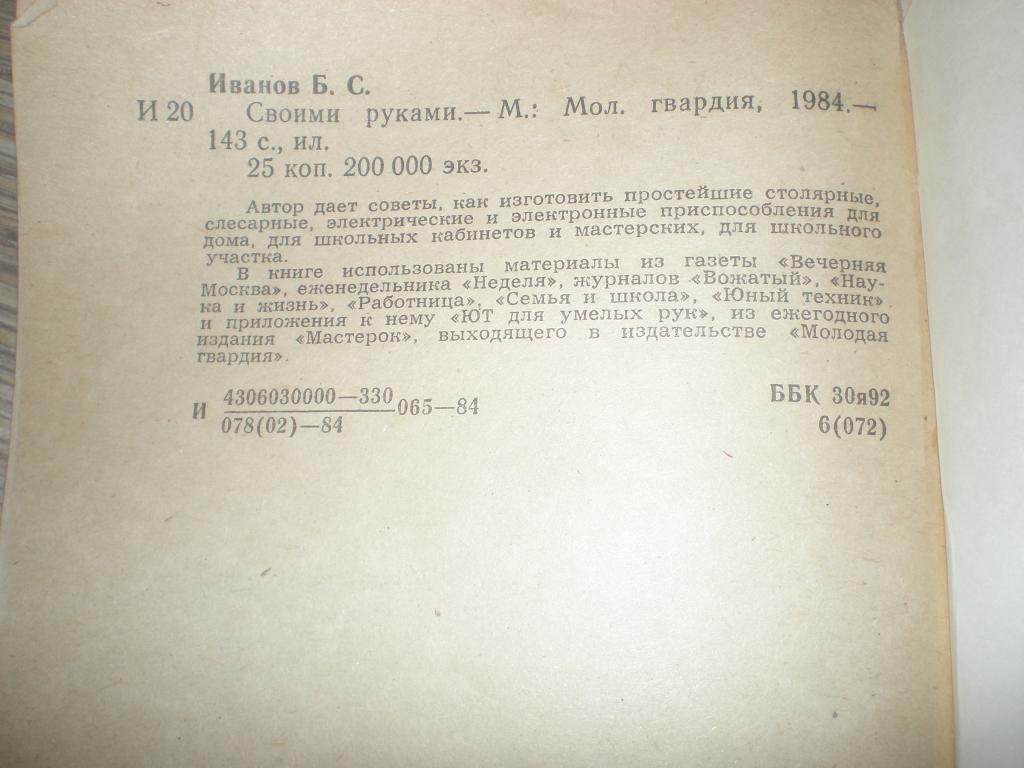 Иванов Б. С.
И 20 Своими руками.— М.: Мол. гвардия, 1984.—
143 с., ил.
25 коп. 200 000 экз.
Автор дает советы, как изготовить простейшие столярные,
слесарные, электрические и электронные приспособления для
дома, для школьных кабинетов и мастерских, для школьного
участка.
В книге использованы материалы из газеты «Вечерняя
Москва», еженедельника «Неделя», журналов «Вожатый», «Нау-
ка и жизнь», «Работница», «Семья и школа», «Юный техник»
и приложения к нему «ЮТ для умелых рук», из ежегодного
издания «Мастерок», выходящего в издательстве «Молодая
гвардия».
4306030000—330
И 065—84
078(02)—84
ББК 30я92
6(072)